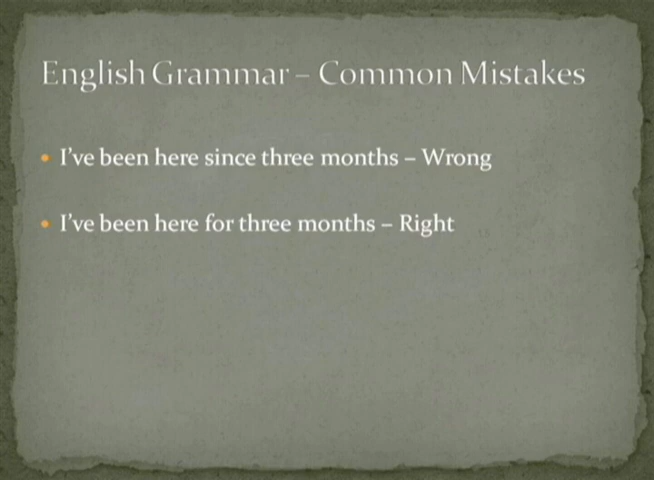 English Grammar – Common Mistakes
• I've been here since three months – Wrong
• I've been here for three months – Right